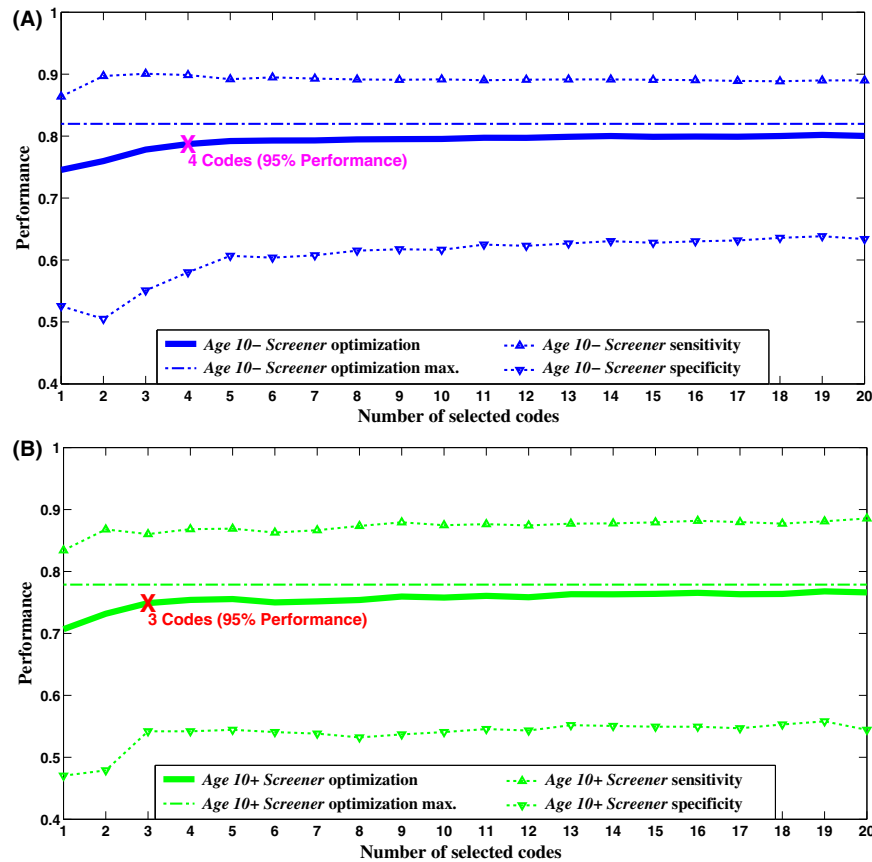 (A)
1
0.9
0.8
0.7
0.6
0.5
0.4
Performance
4 Codes (95% Performance)
Age 10− Screener optimization
Age 10− Screener optimization max.
Age 10− Screener sensitivity
Age 10− Screener specificity
1 2 3 4 5 6 7 8 9 10 11 12 13 14 15 16 17 18 19 20
Number of selected codes
(B)
1
0.9
0.8
0.7
0.6
0.5
0.4
Performance
3 Codes (95% Performance)
Age 10+ Screener optimization
Age 10+ Screener optimization max.
Age 10+ Screener sensitivity
Age 10+ Screener specificity
1 2 3 4 5 6 7 8 9 10 11 12 13 14 15 16 17 18 19 20
Number of selected codes